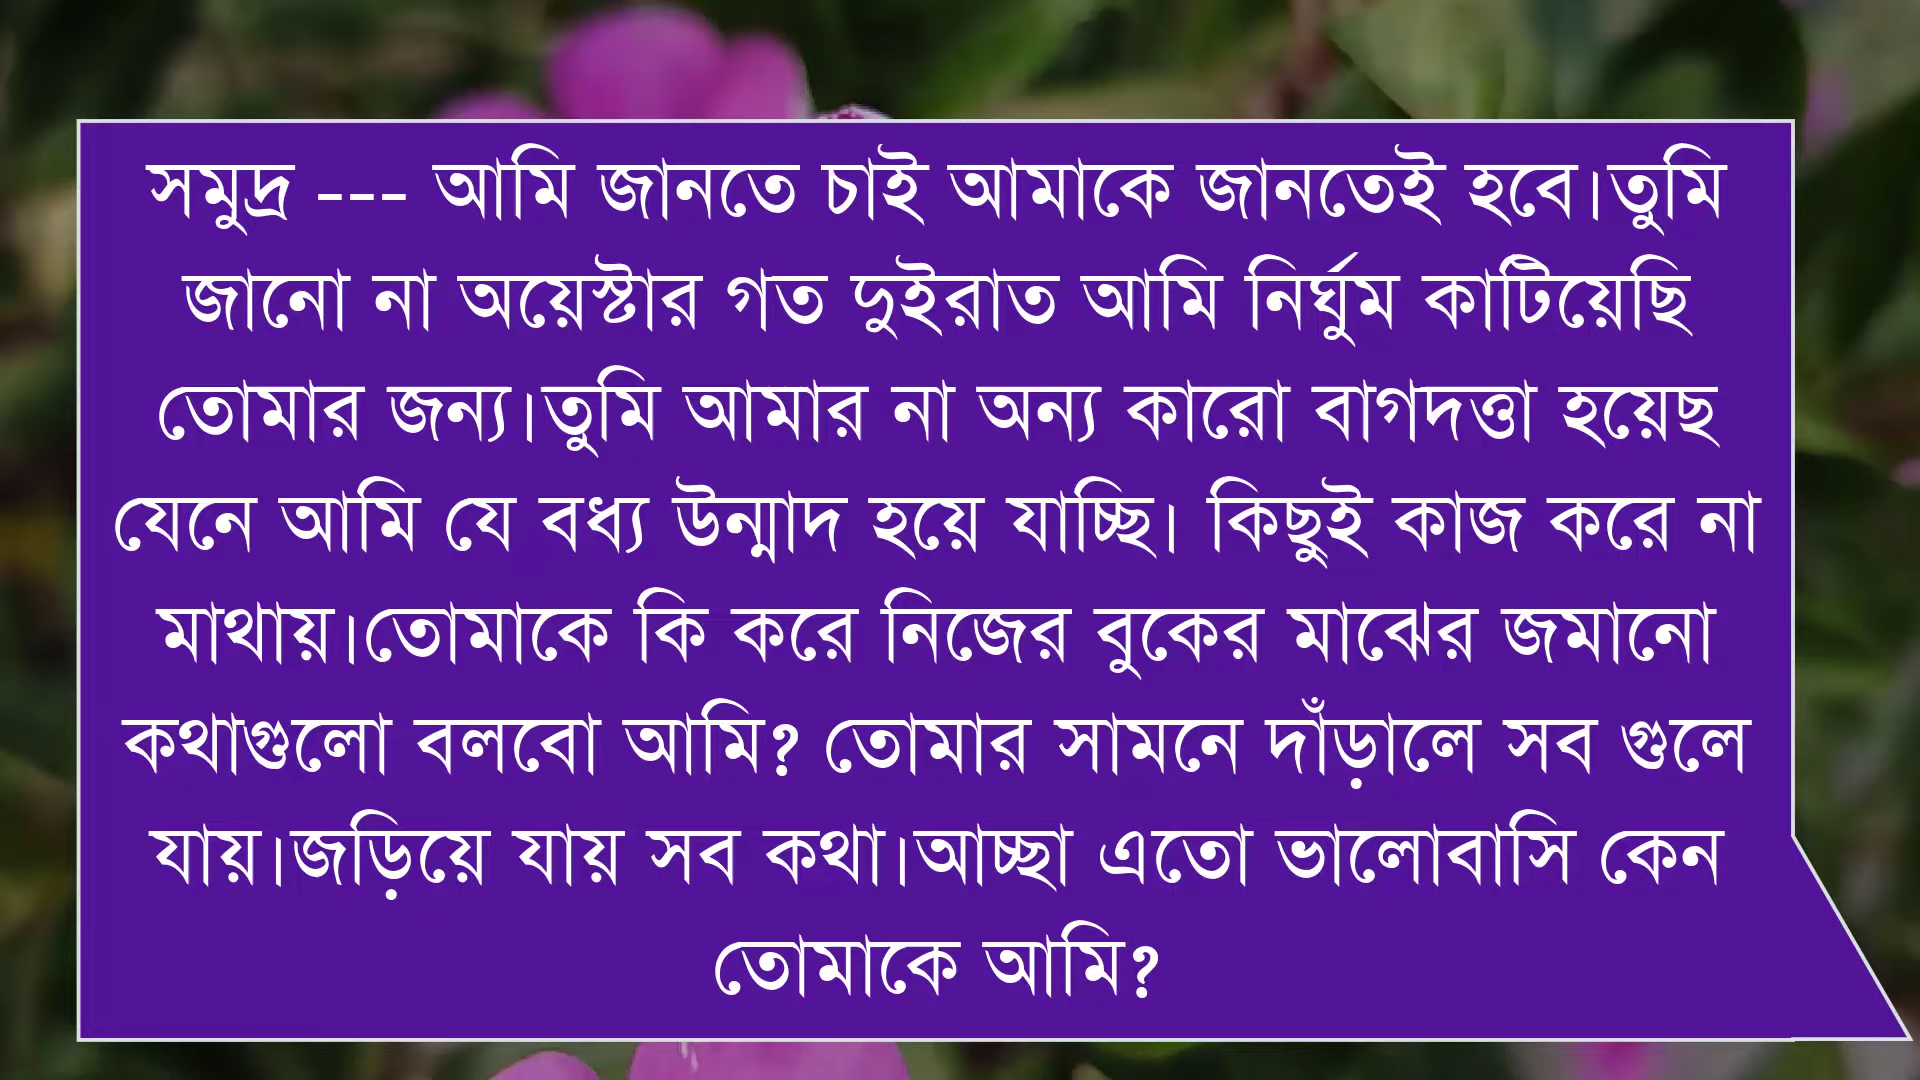 সমুদ্র --- আমি জানতে চাই আমাকে জানতেই হবে।তুমি
জানো না অয়েস্টার গত দুইরাত আমি নির্ঘুম কাটিয়েছি
তোমার জন্য।তুমি আমার না অন্য কারো বাগদত্তা হয়েছ
যেনে আমি যে বধ্য উন্মাদ হয়ে যাচ্ছি। কিছুই কাজ করে না
মাথায়।তোমাকে কি করে নিজের বুকের মাঝের জমানো
কথাগুলো বলবো আমি? তোমার সামনে দাঁড়ালে সব গুলে
যায়।জড়িয়ে যায় সব কথা।আচ্ছা এতো ভালোবাসি কেন
তোমাকে আমি?